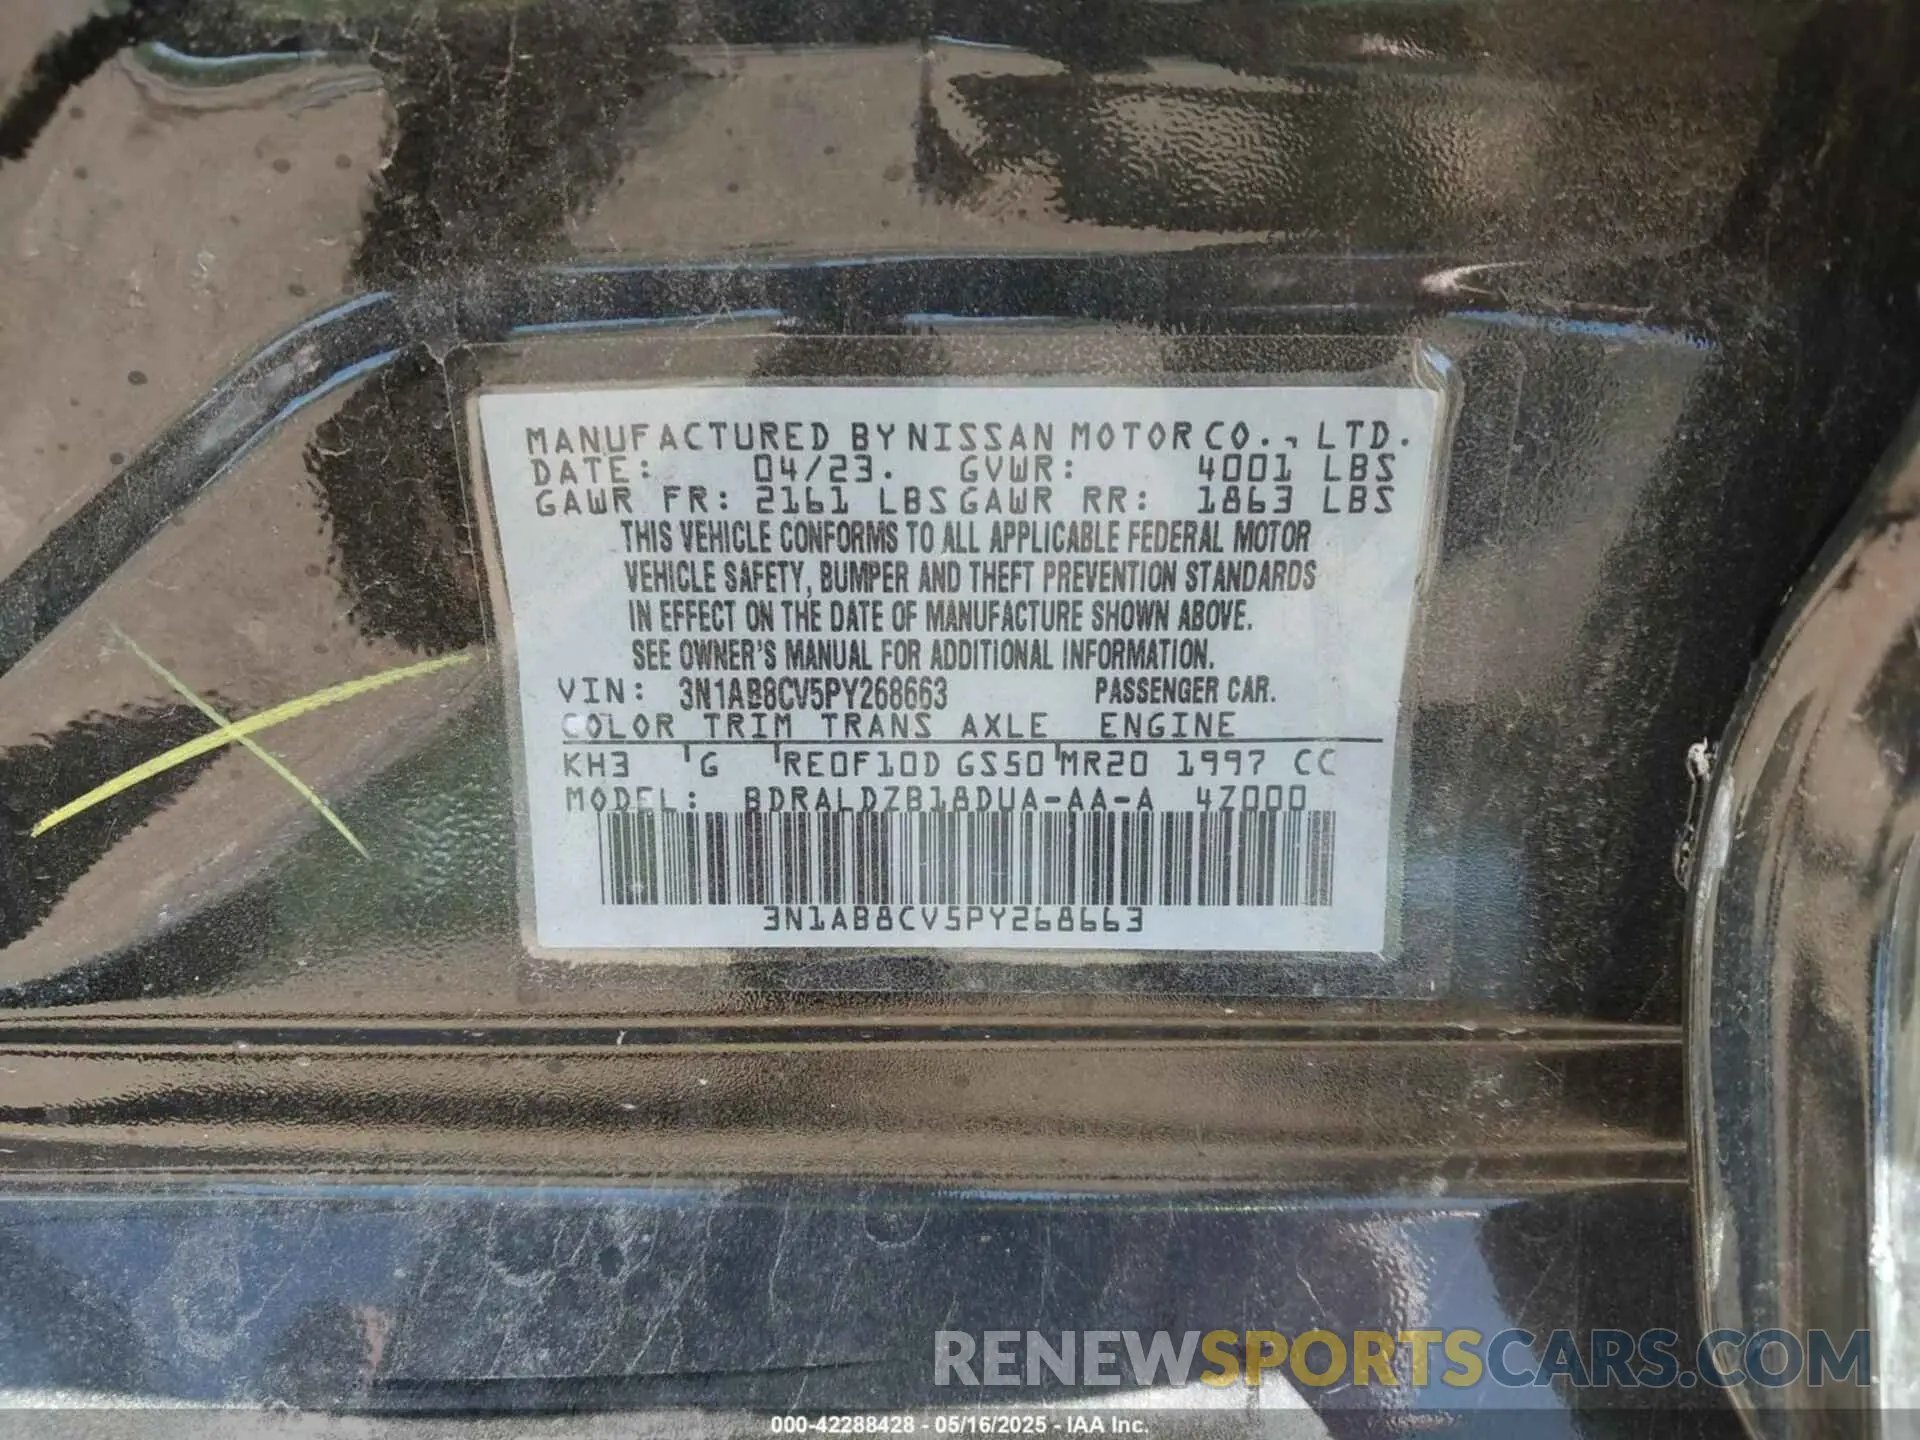 MANUFACTURED BY NISSAN MOTOR CO., LTD.
DATE: 04/23. GVWR: 4001 LBS
GAWR FR: 2161 LBS GAWR RR: 1863 LBS
THIS VEHICLE CONFORMS TO ALL APPLICABLE FEDERAL MOTOR
VEHICLE SAFETY, BUMPER AND THEFT PREVENTION STANDARDS
IN EFFECT ON THE DATE OF MANUFACTURE SHOWN ABOVE.
SEE OWNER'S MANUAL FOR ADDITIONAL INFORMATION.
VIN: 3N1AB8CV5PY268663 PASSENGER CAR.
COLOR TRIM TRANS AXLE ENGINE
KH3 G RE0F10D GS50 MR20 1997 CC
MODEL: BDRALDZB18DUA-AA-A 4Z000
3N1AB8CV5PY268663
RENEWSPORTSCARS.COM
000-42288428 - 05/16/2025 - IAA Inc.